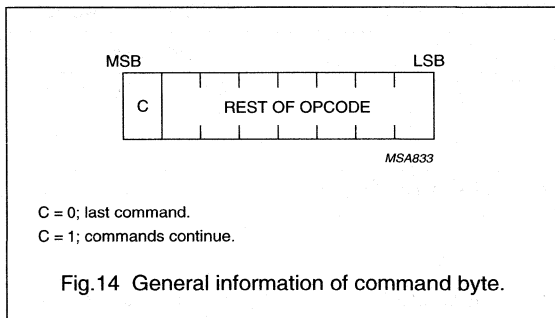 MSB LSB
C REST OF OPCODE
MSA833
C = 0; last command.
C = 1; commands continue.
Fig.14 General information of command byte.